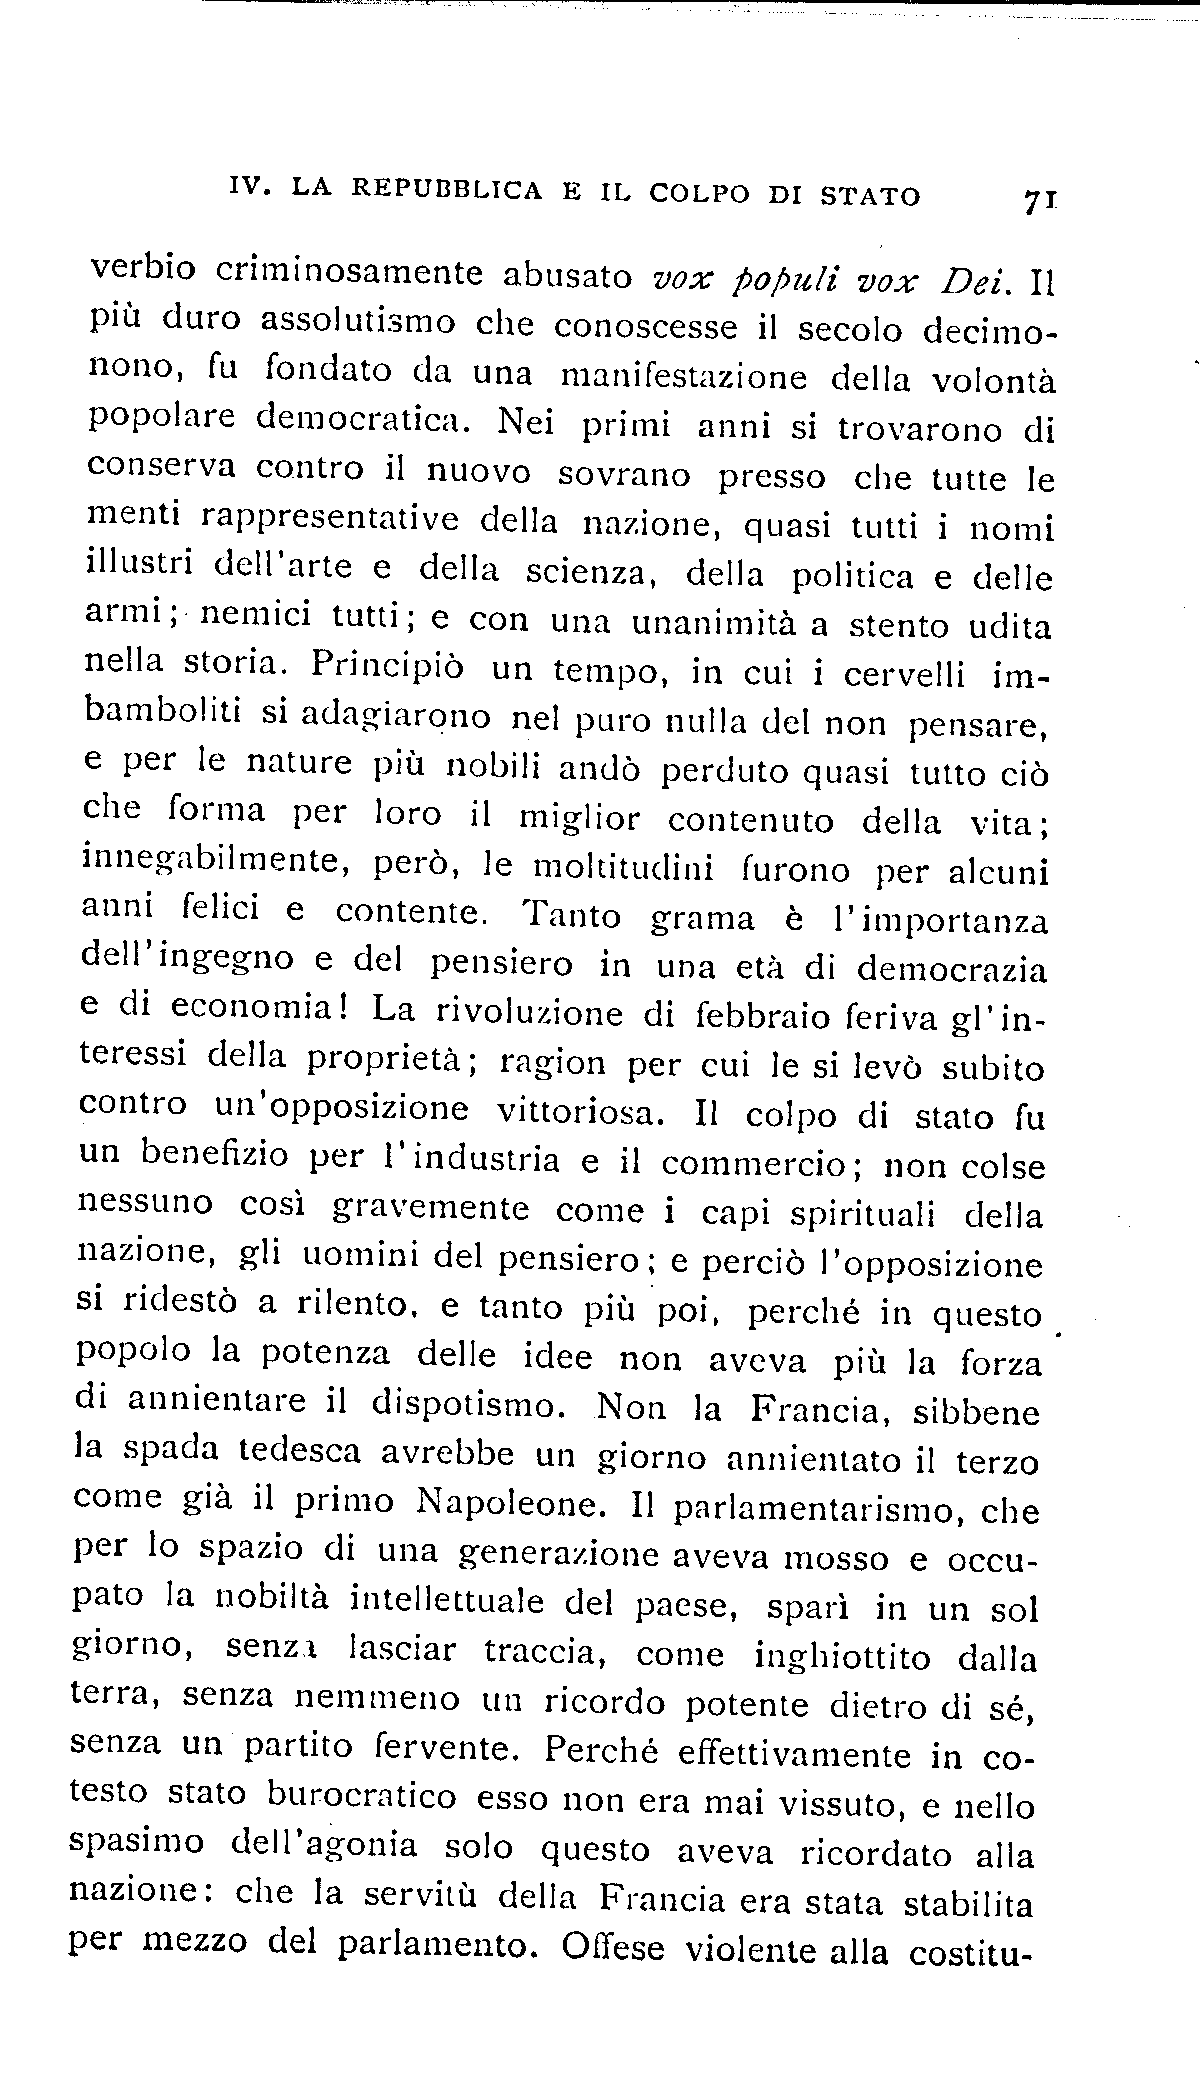 IV. LA REPUBBLICA E IL COLPO DI STATO 71
verbio criminosamente abusato vox populi vox Dei. Il
più duro assolutismo che conoscesse il secolo decimo-
nono, fu fondato da una manifestazione della volontà
popolare democratica. Nei primi anni si trovarono di
conserva contro il nuovo sovrano presso che tutte le
menti rappresentative della nazione, quasi tutti i nomi
illustri dell'arte e della scienza, della politica e delle
armi; nemici tutti; e con una unanimità a stento udita
nella storia. Principiò un tempo, in cui i cervelli im-
bamboliti si adagiarono nel puro nulla del non pensare,
e per le nature più nobili andò perduto quasi tutto ciò
che forma per loro il miglior contenuto della vita;
innegabilmente, però, le moltitudini furono per alcuni
anni felici e contente. Tanto grama è l'importanza
dell'ingegno e del pensiero in una età di democrazia
e di economia! La rivoluzione di febbraio feriva gl'in-
teressi della proprietà; ragion per cui le si levò subito
contro un'opposizione vittoriosa. Il colpo di stato fu
un benefizio per l'industria e il commercio; non colse
nessuno così gravemente come i capi spirituali della
nazione, gli uomini del pensiero; e perciò l'opposizione
si ridestò a rilento, e tanto più poi, perché in questo
popolo la potenza delle idee non aveva più la forza
di annientare il dispotismo. Non la Francia, sibbene
la spada tedesca avrebbe un giorno annientato il terzo
come già il primo Napoleone. Il parlamentarismo, che
per lo spazio di una generazione aveva mosso e occu-
pato la nobiltà intellettuale del paese, sparì in un sol
giorno, senza lasciar traccia, come inghiottito dalla
terra, senza nemmeno un ricordo potente dietro di sé,
senza un partito fervente. Perché effettivamente in co-
testo stato burocratico esso non era mai vissuto, e nello
spasimo dell'agonia solo questo aveva ricordato alla
nazione: che la servitù della Francia era stata stabilita
per mezzo del parlamento. Offese violente alla costitu-